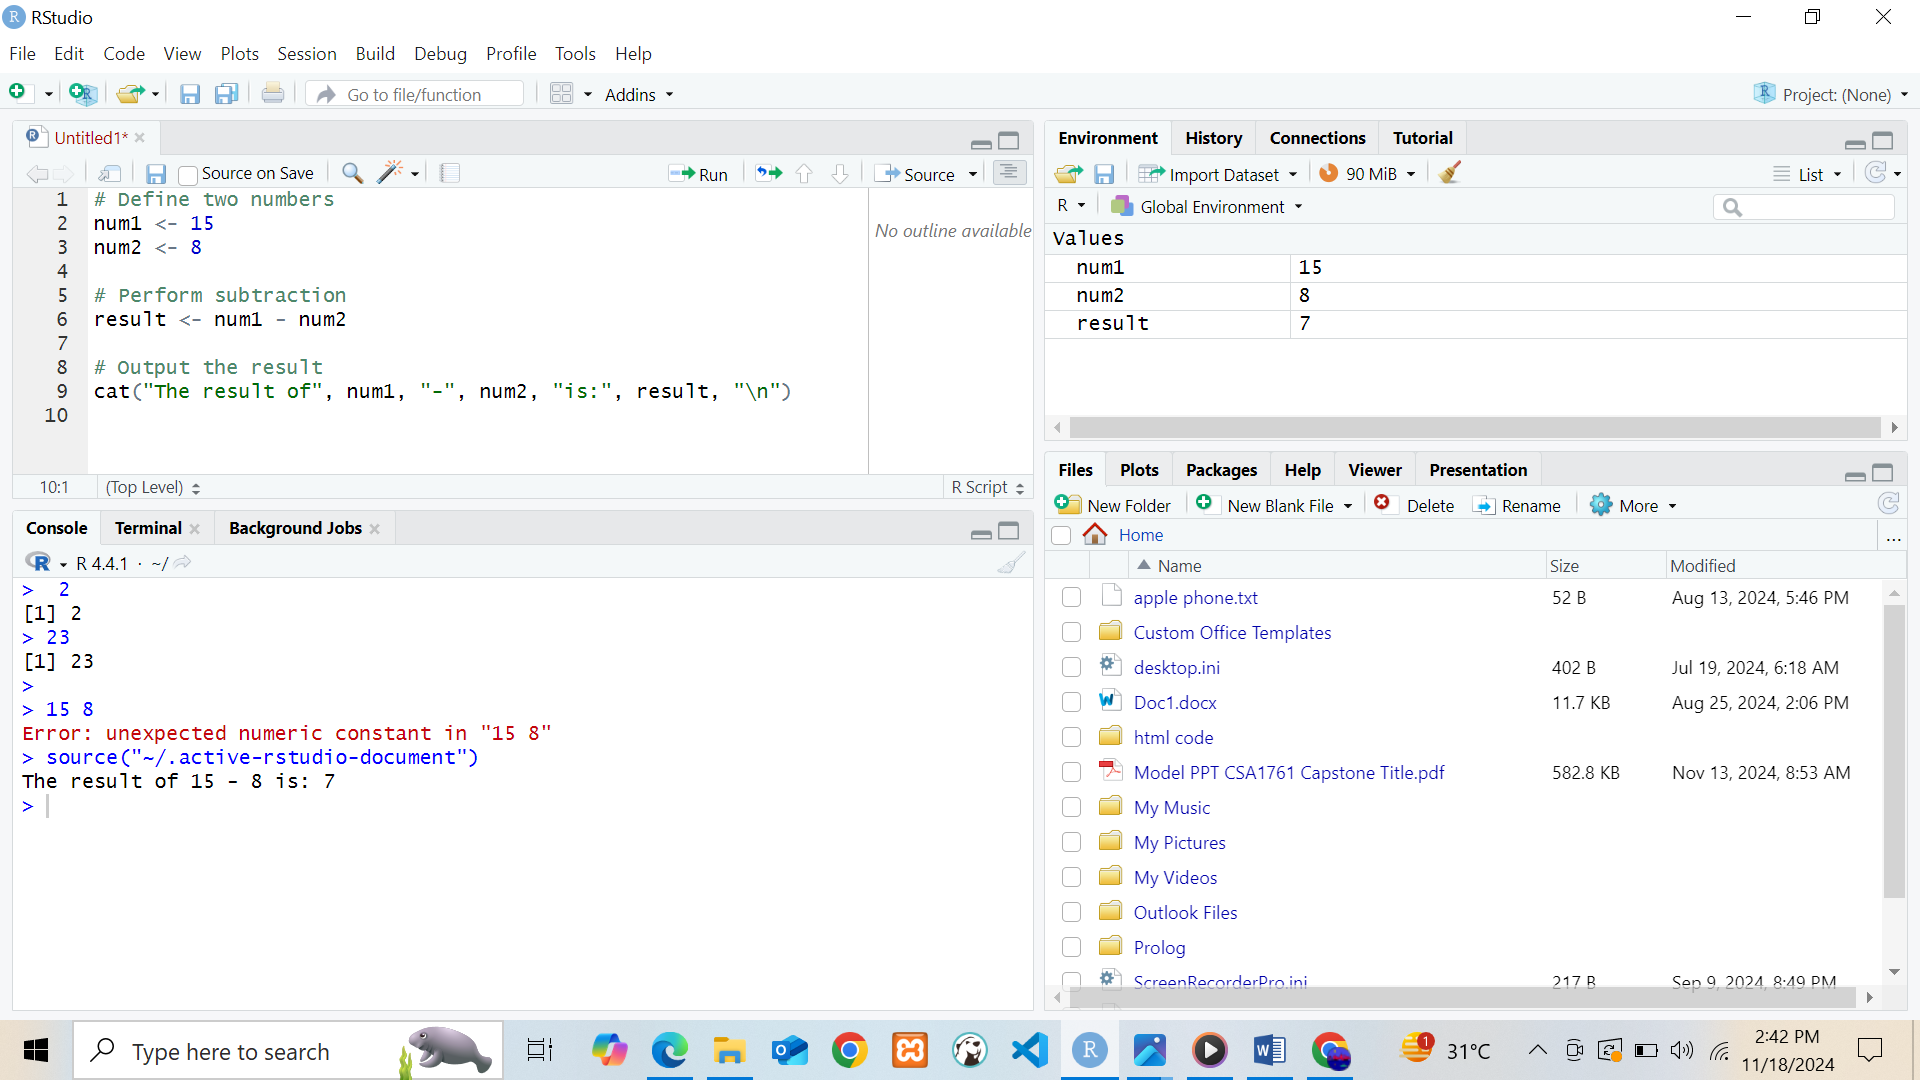 RStudio
File Edit Code View Plots Session Build Debug Profile Tools Help
Go to file/function Addins Project: (None)
Untitled1*
Source on Save Run Source
1 # Define two numbers
2 num1 <- 15
3 num2 <- 8
4
5 # Perform subtraction
6 result <- num1 - num2
7
8 # Output the result
9 cat("The result of", num1, "-", num2, "is:", result, "\n")
10
No outline available
10:1 (Top Level) R Script
Console Terminal Background Jobs
R 4.4.1 · ~/
>  2
[1] 2
> 23
[1] 23
>
> 15 8
Error: unexpected numeric constant in "15 8"
> source("~/.active-rstudio-document")
The result of 15 - 8 is: 7
>
Environment History Connections Tutorial
Import Dataset 90 MiB List
R Global Environment
Values
num1 15
num2 8
result 7
Files Plots Packages Help Viewer Presentation
New Folder New Blank File Delete Rename More
Home ...
Name Size Modified
apple phone.txt 52 B Aug 13, 2024, 5:46 PM
Custom Office Templates
desktop.ini 402 B Jul 19, 2024, 6:18 AM
Doc1.docx 11.7 KB Aug 25, 2024, 2:06 PM
html code
Model PPT CSA1761 Capstone Title.pdf 582.8 KB Nov 13, 2024, 8:53 AM
My Music
My Pictures
My Videos
Outlook Files
Prolog
ScreenRecorderPro.ini 217 B Sep 9, 2024, 8:49 PM
Type here to search
1 31°C
2:42 PM
11/18/2024